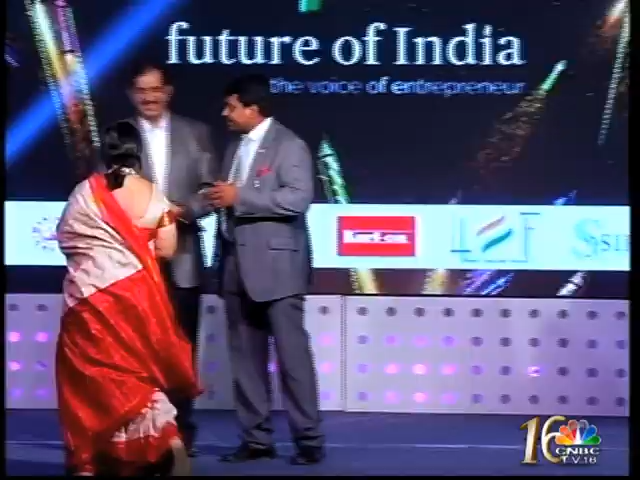 future of India
the voice of entrepreneur
16
CNBC
TV18